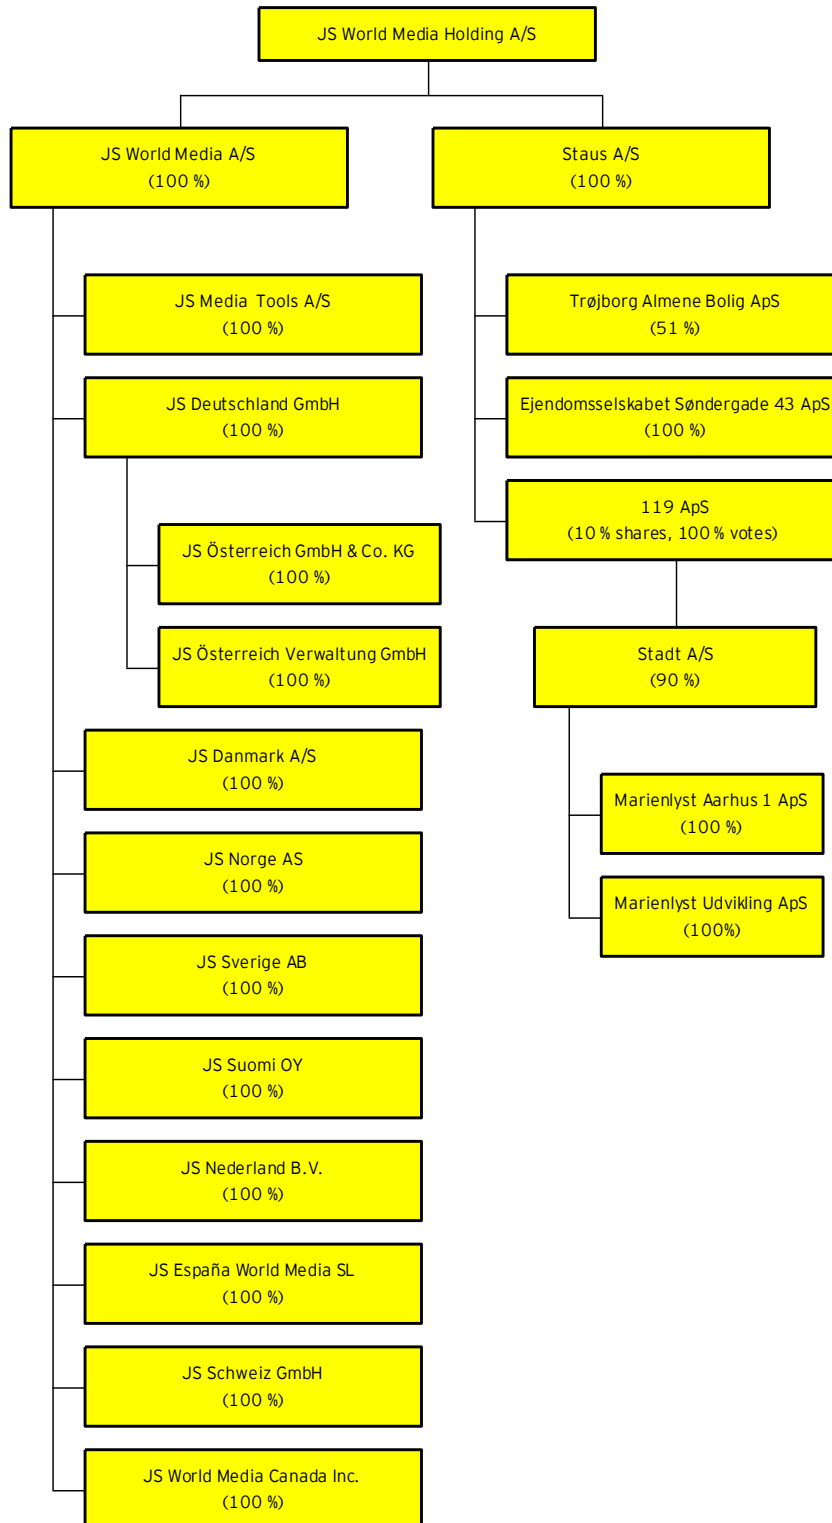 JS World Media Holding A/S
JS World Media A/S
(100 %)
JS Media Tools A/S
(100 %)
JS Deutschland GmbH
(100 %)
JS Österreich GmbH & Co. KG
(100 %)
JS Österreich Verwaltung GmbH
(100 %)
JS Danmark A/S
(100 %)
JS Norge AS
(100 %)
JS Sverige AB
(100 %)
JS Suomi OY
(100 %)
JS Nederland B.V.
(100 %)
JS España World Media SL
(100 %)
JS Schweiz GmbH
(100 %)
JS World Media Canada Inc.
(100 %)
Staus A/S
(100 %)
Trøjborg Almene Bolig ApS
(51 %)
Ejendomsselskabet Søndergade 43 ApS
(100 %)
119 ApS
(10 % shares, 100 % votes)
Stadt A/S
(90 %)
Marienlyst Aarhus 1 ApS
(100 %)
Marienlyst Udvikling ApS
(100%)